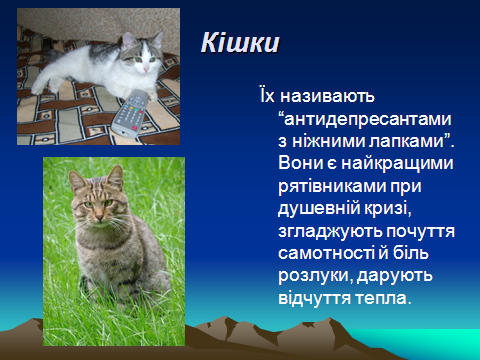 Кішки
Їх називають
“антидепресантами
з ніжними лапками”.
Вони є найкращими
рятівниками при
душевній кризі,
згладжують почуття
самотності й біль
розлуки, дарують
відчуття тепла.